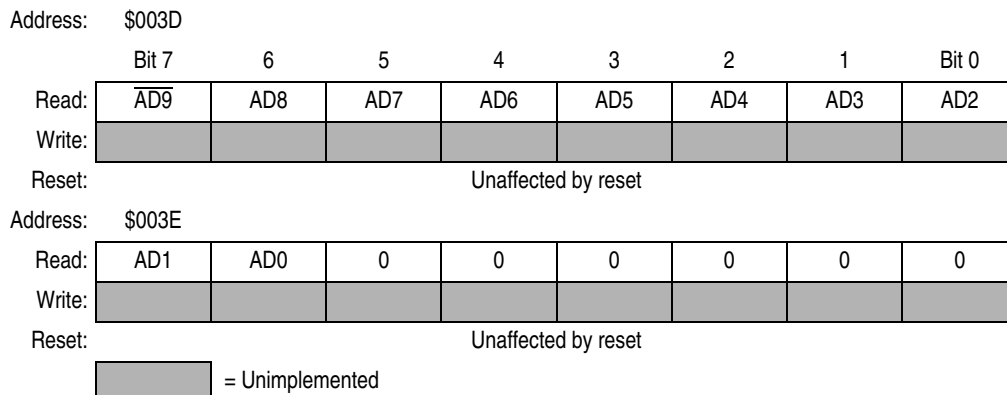 Address: $003D
Bit 7 6 5 4 3 2 1 Bit 0
Read: A̅D̅9̅ AD8 AD7 AD6 AD5 AD4 AD3 AD2
Write:
Reset: Unaffected by reset
Address: $003E
Read: AD1 AD0 0 0 0 0 0 0
Write:
Reset: Unaffected by reset
= Unimplemented